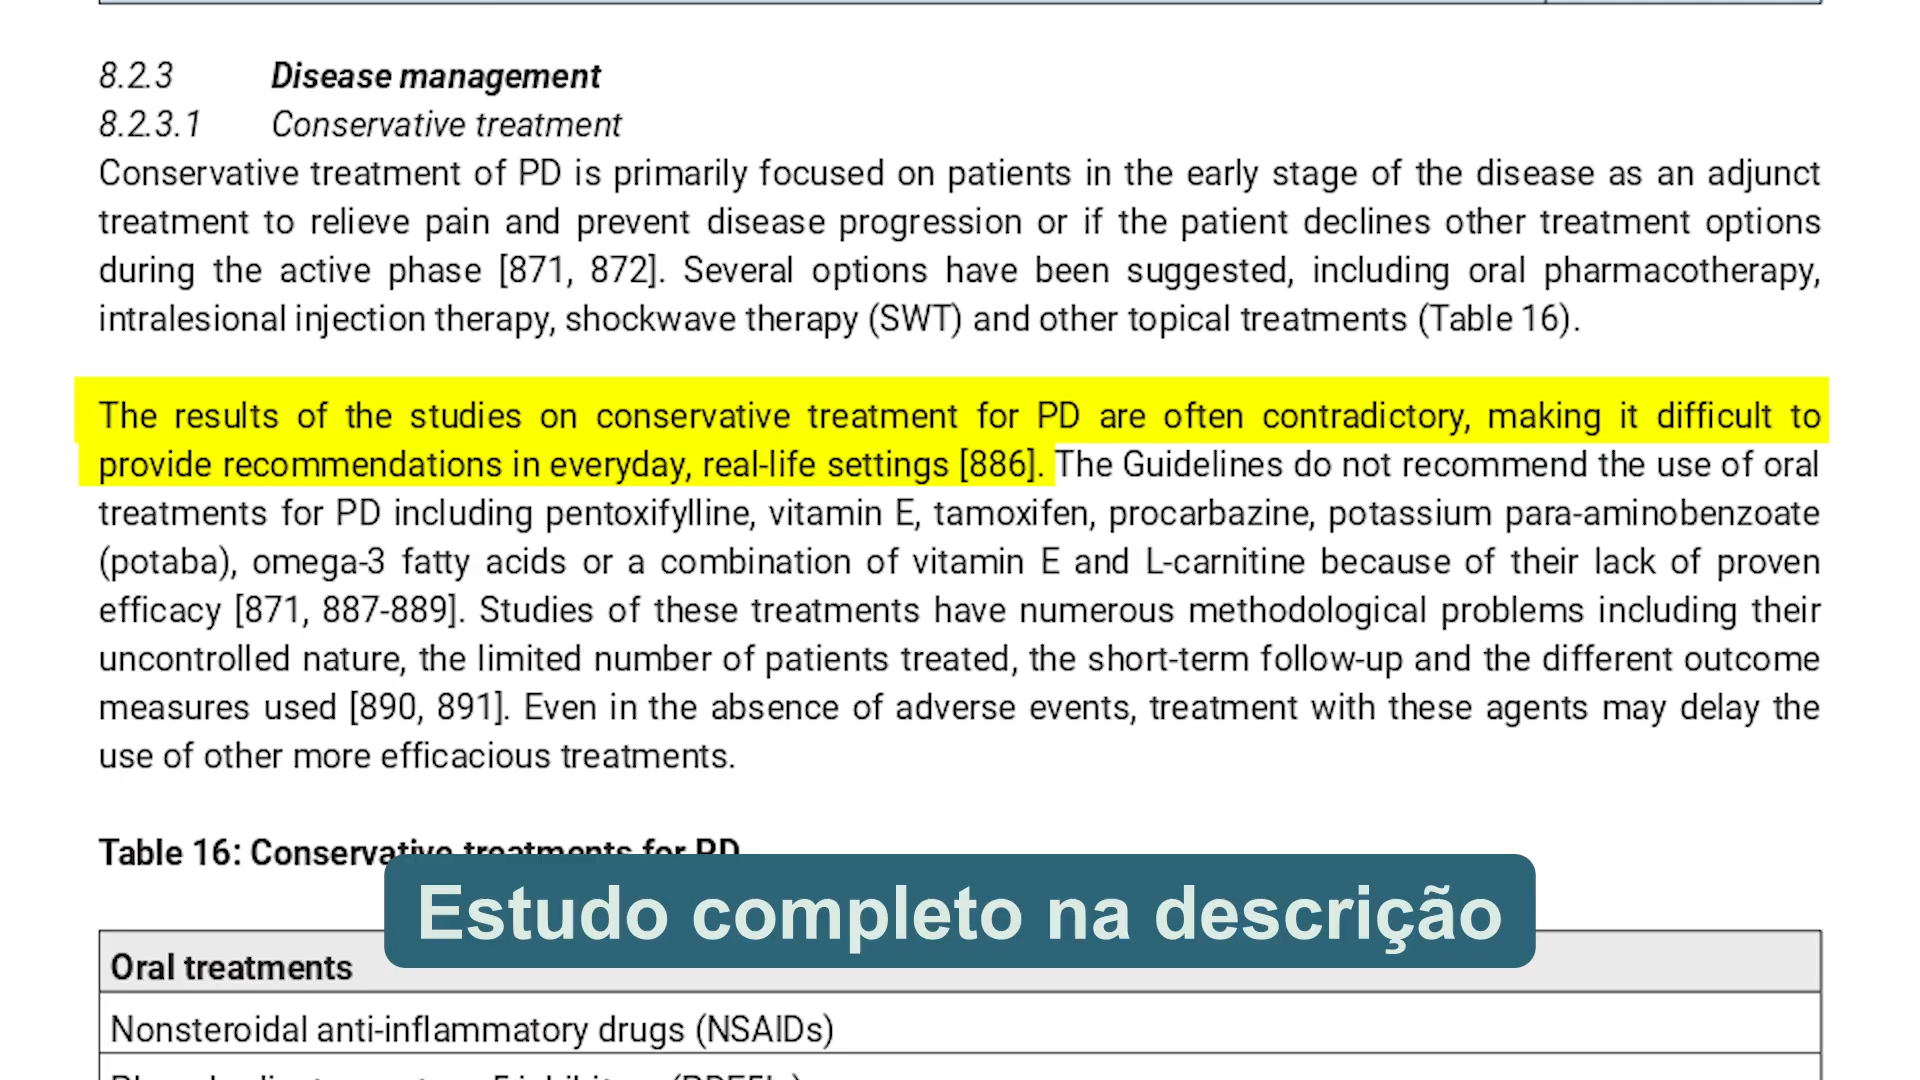 8.2.3 Disease management
8.2.3.1 Conservative treatment
Conservative treatment of PD is primarily focused on patients in the early stage of the disease as an adjunct
treatment to relieve pain and prevent disease progression or if the patient declines other treatment options
during the active phase [871, 872]. Several options have been suggested, including oral pharmacotherapy,
intralesional injection therapy, shockwave therapy (SWT) and other topical treatments (Table 16).
The results of the studies on conservative treatment for PD are often contradictory, making it difficult to
provide recommendations in everyday, real-life settings [886]. The Guidelines do not recommend the use of oral
treatments for PD including pentoxifylline, vitamin E, tamoxifen, procarbazine, potassium para-aminobenzoate
(potaba), omega-3 fatty acids or a combination of vitamin E and L-carnitine because of their lack of proven
efficacy [871, 887-889]. Studies of these treatments have numerous methodological problems including their
uncontrolled nature, the limited number of patients treated, the short-term follow-up and the different outcome
measures used [890, 891]. Even in the absence of adverse events, treatment with these agents may delay the
use of other more efficacious treatments.
Table 16: Conservative treatments for PD
Estudo completo na descrição
Oral treatments
Nonsteroidal anti-inflammatory drugs (NSAIDs)